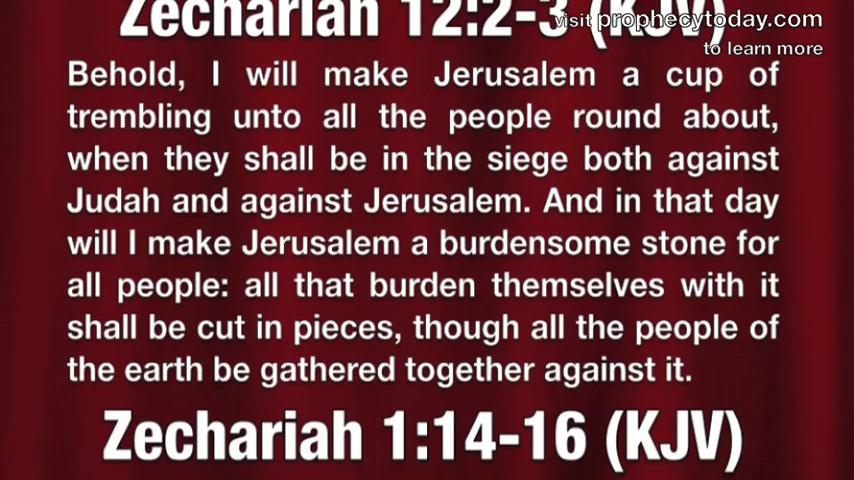 Zechariah 12:2-3 (KJV)
visit prophecytoday.com
to learn more
Behold, I will make Jerusalem a cup of
trembling unto all the people round about,
when they shall be in the siege both against
Judah and against Jerusalem. And in that day
will I make Jerusalem a burdensome stone for
all people: all that burden themselves with it
shall be cut in pieces, though all the people of
the earth be gathered together against it.
Zechariah 1:14-16 (KJV)